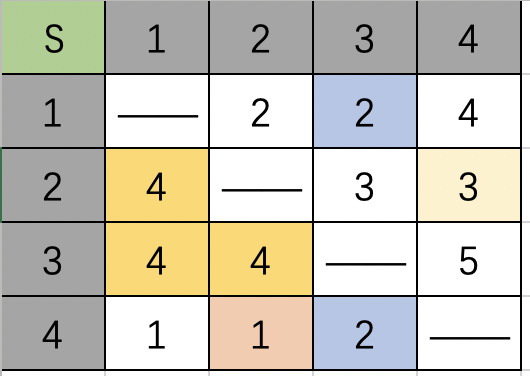 S 1 2 3 4
1 — 2 2 4
2 4 — 3 3
3 4 4 — 5
4 1 1 2 —